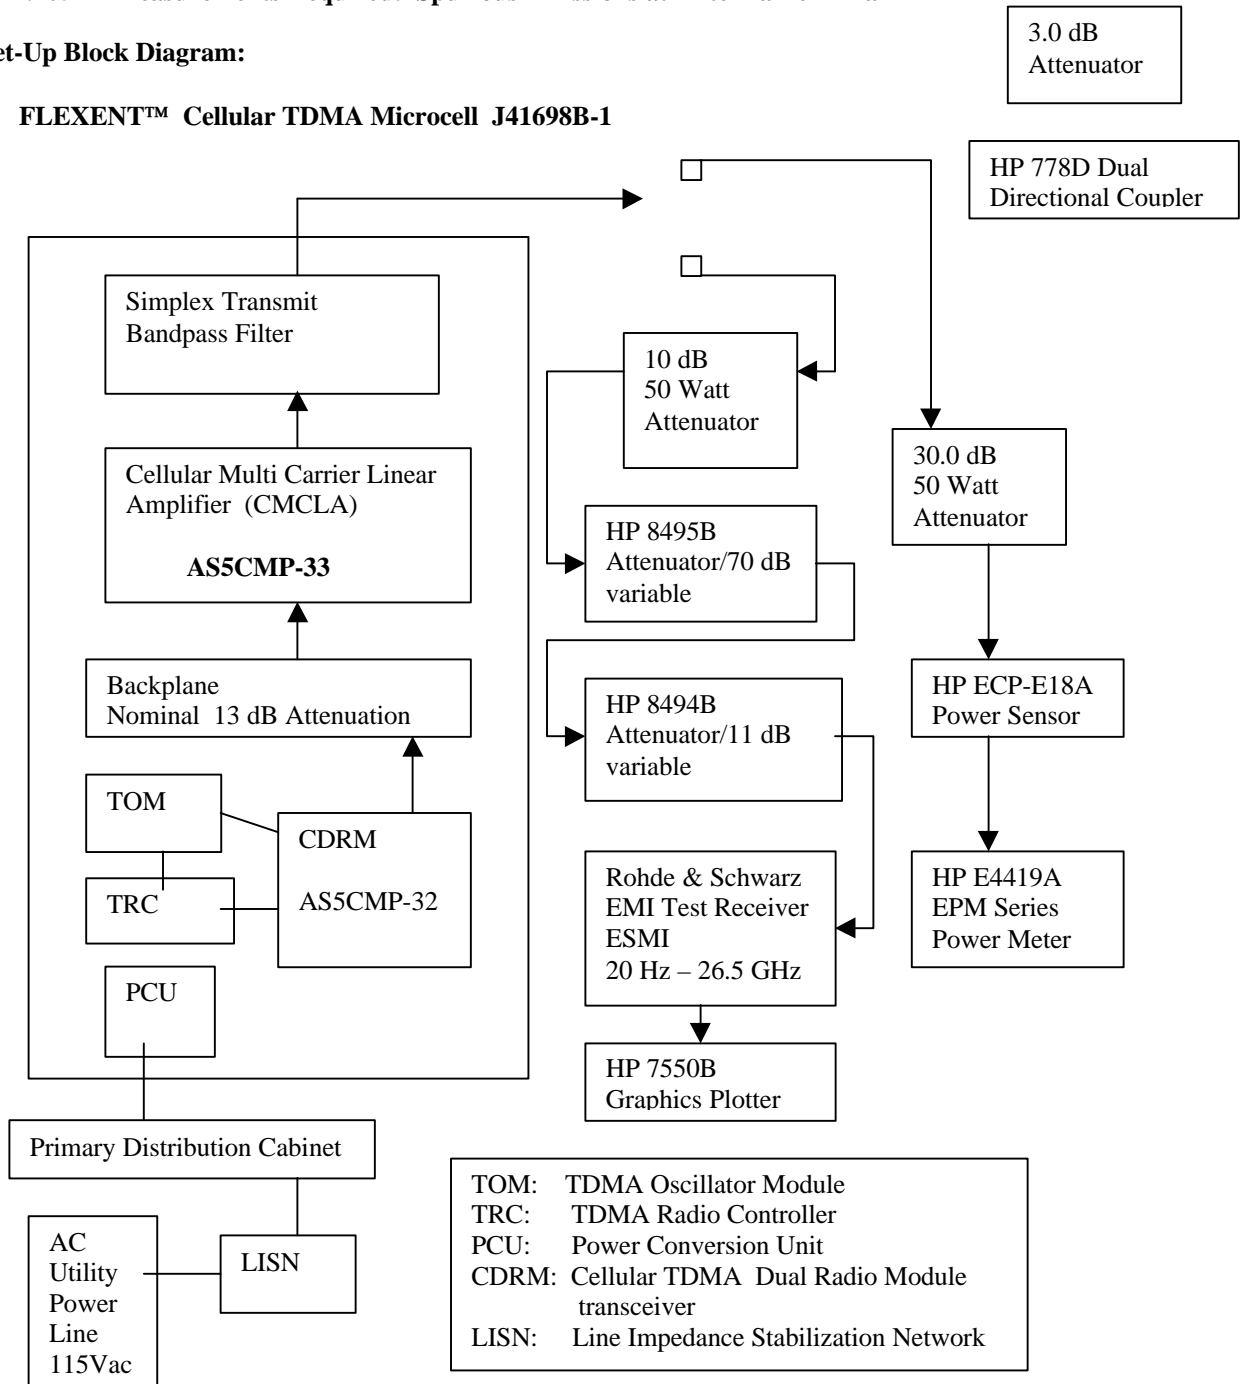 et-Up Block Diagram:
FLEXENT™ Cellular TDMA Microcell J41698B-1
3.0 dB
Attenuator
HP 778D Dual
Directional Coupler
Simplex Transmit
Bandpass Filter
Cellular Multi Carrier Linear
Amplifier (CMCLA)
AS5CMP-33
Backplane
Nominal 13 dB Attenuation
TOM
TRC
CDRM
AS5CMP-32
PCU
Primary Distribution Cabinet
AC
Utility
Power
Line
115Vac
LISN
10 dB
50 Watt
Attenuator
HP 8495B
Attenuator/70 dB
variable
HP 8494B
Attenuator/11 dB
variable
Rohde & Schwarz
EMI Test Receiver
ESMI
20 Hz – 26.5 GHz
HP 7550B
Graphics Plotter
30.0 dB
50 Watt
Attenuator
HP ECP-E18A
Power Sensor
HP E4419A
EPM Series
Power Meter
TOM: TDMA Oscillator Module
TRC: TDMA Radio Controller
PCU: Power Conversion Unit
CDRM: Cellular TDMA Dual Radio Module
transceiver
LISN: Line Impedance Stabilization Network